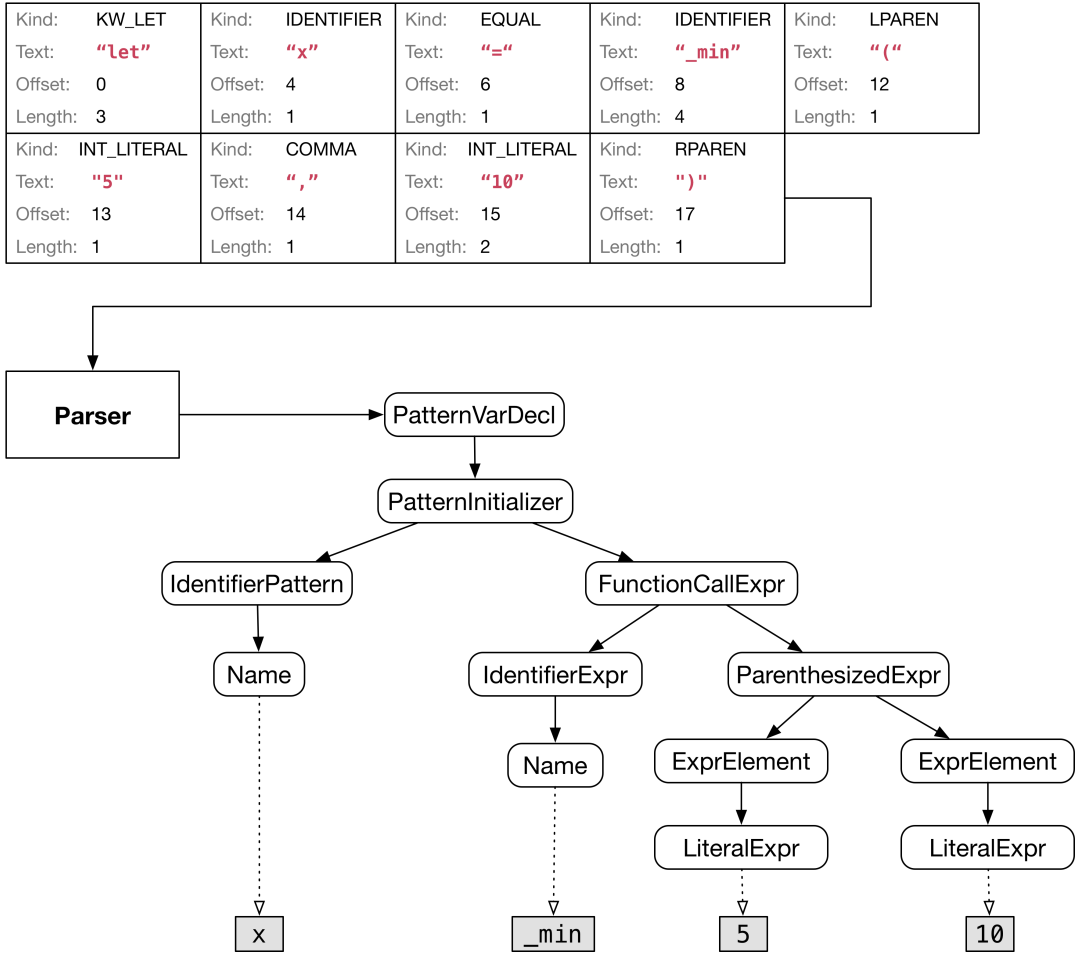 Kind: KW_LET Kind: IDENTIFIER Kind: EQUAL Kind: IDENTIFIER Kind: LPAREN
Text: “let” Text: “x” Text: “=“ Text: “_min” Text: “(“
Offset: 0 Offset: 4 Offset: 6 Offset: 8 Offset: 12
Length: 3 Length: 1 Length: 1 Length: 4 Length: 1
Kind: INT_LITERAL Kind: COMMA Kind: INT_LITERAL Kind: RPAREN
Text: "5" Text: “,” Text: “10” Text: ")"
Offset: 13 Offset: 14 Offset: 15 Offset: 17
Length: 1 Length: 1 Length: 2 Length: 1
Parser PatternVarDecl
PatternInitializer
IdentifierPattern FunctionCallExpr
Name IdentifierExpr ParenthesizedExpr
Name ExprElement ExprElement
LiteralExpr LiteralExpr
x _min 5 10